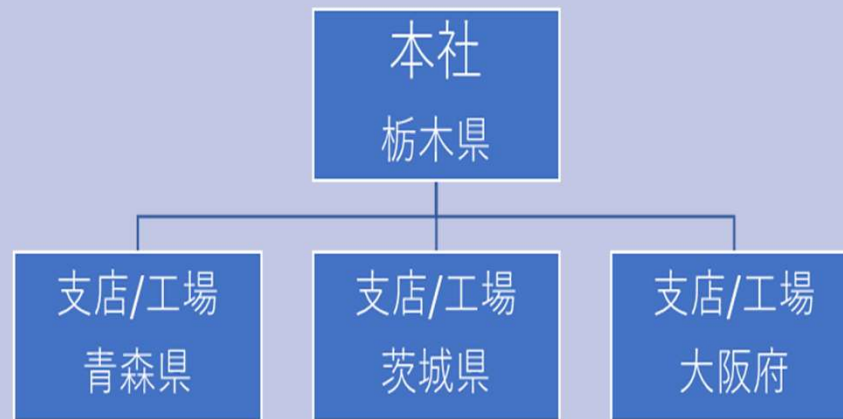 本社
栃木県
支店/工場
青森県
支店/工場
茨城県
支店/工場
大阪府